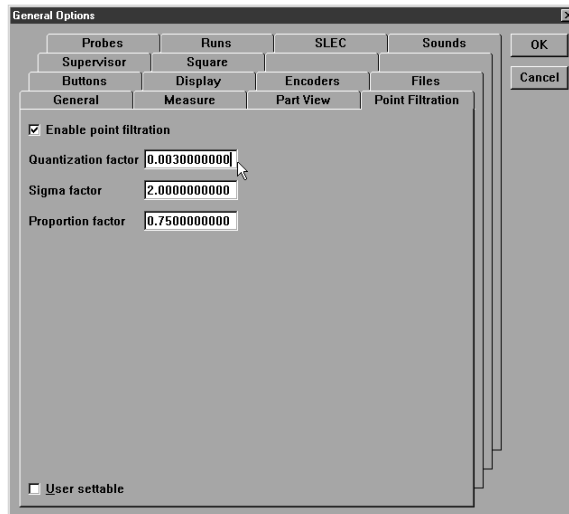 General Options
Probes Runs SLEC Sounds
OK
Supervisor Square
Cancel
Buttons Display Encoders Files
General Measure Part View Point Filtration
Enable point filtration
Quantization factor 0.0030000000
Sigma factor 2.0000000000
Proportion factor 0.7500000000
User settable